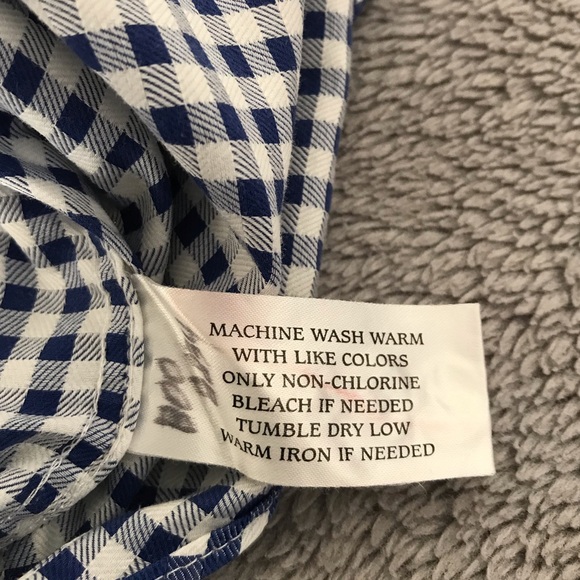 MACHINE WASH WARM
WITH LIKE COLORS
ONLY NON-CHLORINE
BLEACH IF NEEDED
TUMBLE DRY LOW
WARM IRON IF NEEDED